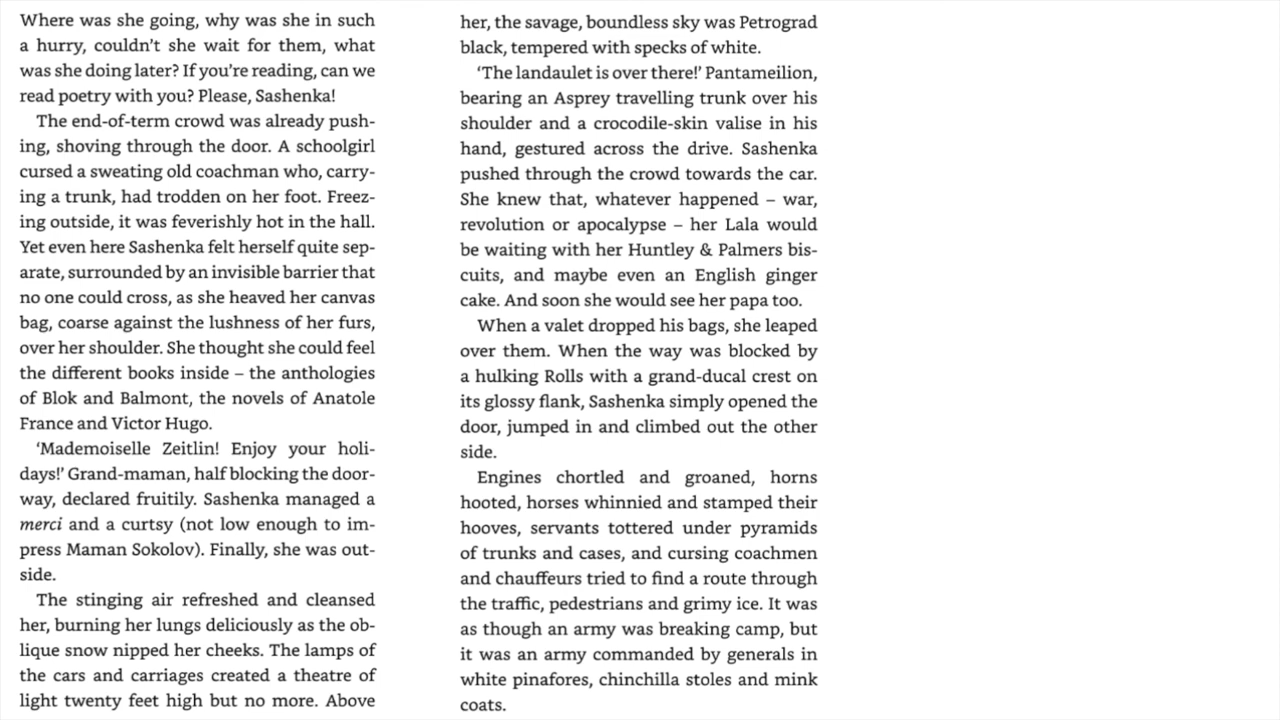 Where was she going, why was she in such
a hurry, couldn’t she wait for them, what
was she doing later? If you’re reading, can we
read poetry with you? Please, Sashenka!
The end-of-term crowd was already push-
ing, shoving through the door. A schoolgirl
cursed a sweating old coachman who, carry-
ing a trunk, had trodden on her foot. Freez-
ing outside, it was feverishly hot in the hall.
Yet even here Sashenka felt herself quite sep-
arate, surrounded by an invisible barrier that
no one could cross, as she heaved her canvas
bag, coarse against the lushness of her furs,
over her shoulder. She thought she could feel
the different books inside – the anthologies
of Blok and Balmont, the novels of Anatole
France and Victor Hugo.
‘Mademoiselle Zeitlin! Enjoy your holi-
days!’ Grand-maman, half blocking the door-
way, declared fruitily. Sashenka managed a
merci and a curtsy (not low enough to im-
press Maman Sokolov). Finally, she was out-
side.
The stinging air refreshed and cleansed
her, burning her lungs deliciously as the ob-
lique snow nipped her cheeks. The lamps of
the cars and carriages created a theatre of
light twenty feet high but no more. Above
her, the savage, boundless sky was Petrograd
black, tempered with specks of white.
‘The landaulet is over there!’ Pantameilion,
bearing an Asprey travelling trunk over his
shoulder and a crocodile-skin valise in his
hand, gestured across the drive. Sashenka
pushed through the crowd towards the car.
She knew that, whatever happened – war,
revolution or apocalypse – her Lala would
be waiting with her Huntley & Palmers bis-
cuits, and maybe even an English ginger
cake. And soon she would see her papa too.
When a valet dropped his bags, she leaped
over them. When the way was blocked by
a hulking Rolls with a grand-ducal crest on
its glossy flank, Sashenka simply opened the
door, jumped in and climbed out the other
side.
Engines chortled and groaned, horns
hooted, horses whinnied and stamped their
hooves, servants tottered under pyramids
of trunks and cases, and cursing coachmen
and chauffeurs tried to find a route through
the traffic, pedestrians and grimy ice. It was
as though an army was breaking camp, but
it was an army commanded by generals in
white pinafores, chinchilla stoles and mink
coats.